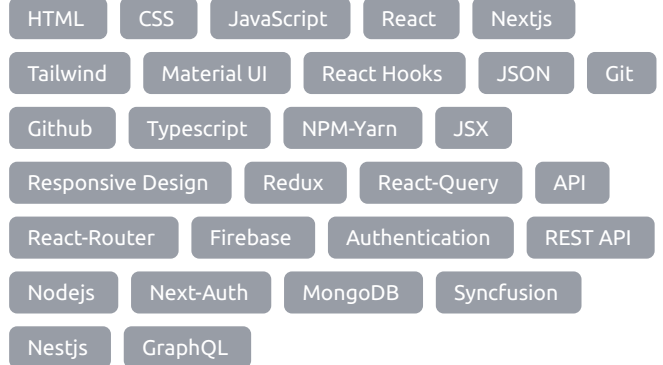 HTML CSS JavaScript React Nextjs
Tailwind Material UI React Hooks JSON Git
Github Typescript NPM-Yarn JSX
Responsive Design Redux React-Query API
React-Router Firebase Authentication REST API
Nodejs Next-Auth MongoDB Syncfusion
Nestjs GraphQL